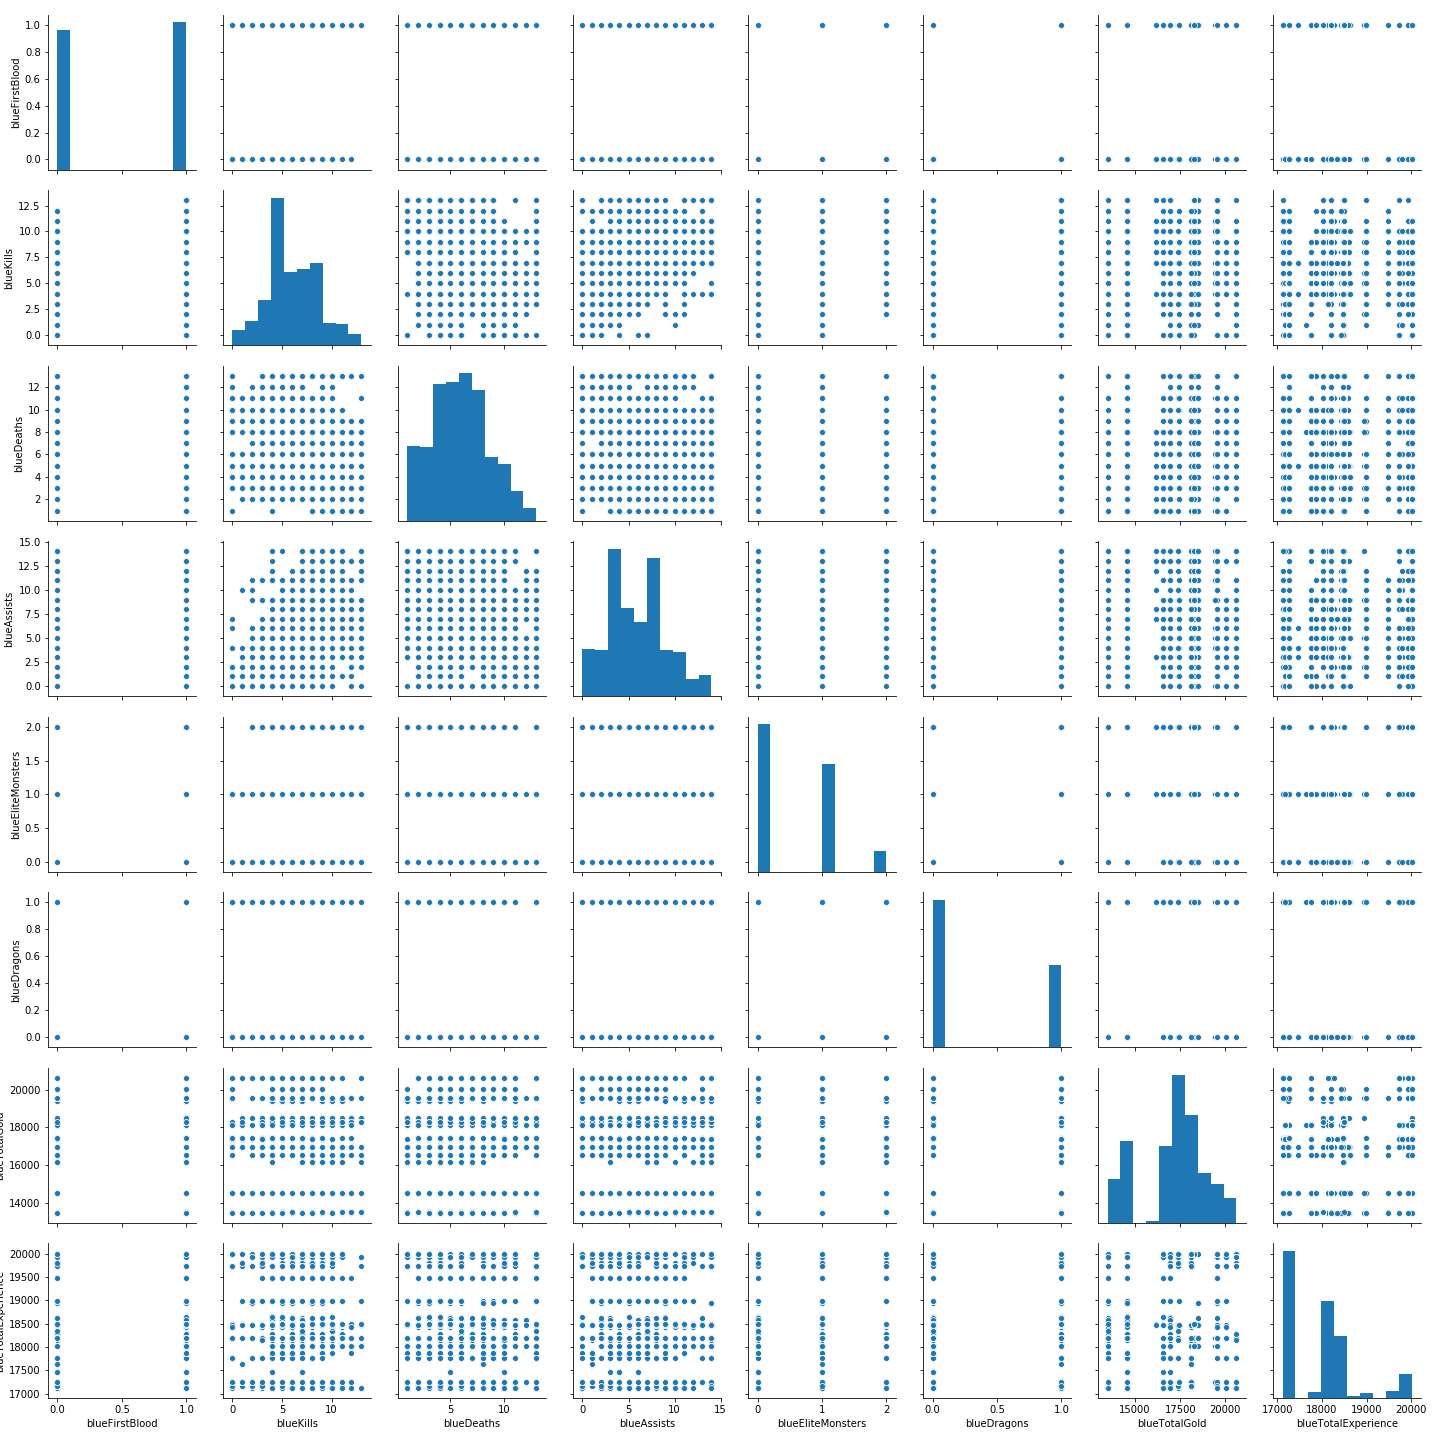 blueFirstBlood
1.0
0.8
0.6
0.4
0.2
0.0
blueKills
12.5
10.0
7.5
5.0
2.5
0.0
blueDeaths
12
10
8
6
4
2
blueAssists
15.0
12.5
10.0
7.5
5.0
2.5
0.0
blueEliteMonsters
2.0
1.5
1.0
0.5
0.0
blueDragons
1.0
0.8
0.6
0.4
0.2
0.0
blueTotalGold
20000
18000
16000
14000
blueTotalExperience
20000
19500
19000
18500
18000
17500
17000
0.0 0.5 1.0
blueFirstBlood
0 5 10
blueKills
5 10
blueDeaths
0 5 10 15
blueAssists
0 1 2
blueEliteMonsters
0.0 0.5 1.0
blueDragons
15000 17500 20000
blueTotalGold
17000 18000 19000 20000
blueTotalExperience